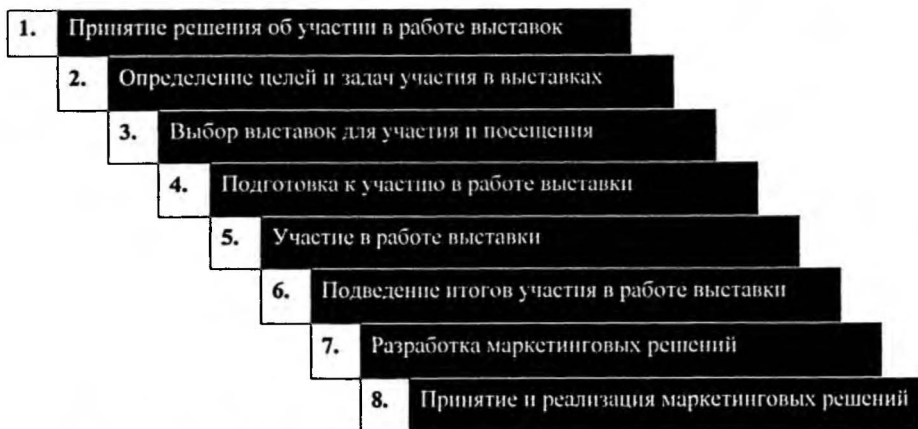 1. Принятие решения об участии в работе выставок
2. Определение целей и задач участия в выставках
3. Выбор выставок для участия и посещения
4. Подготовка к участию в работе выставки
5. Участие в работе выставки
6. Подведение итогов участия в работе выставки
7. Разработка маркетинговых решений
8. Принятие и реализация маркетинговых решений